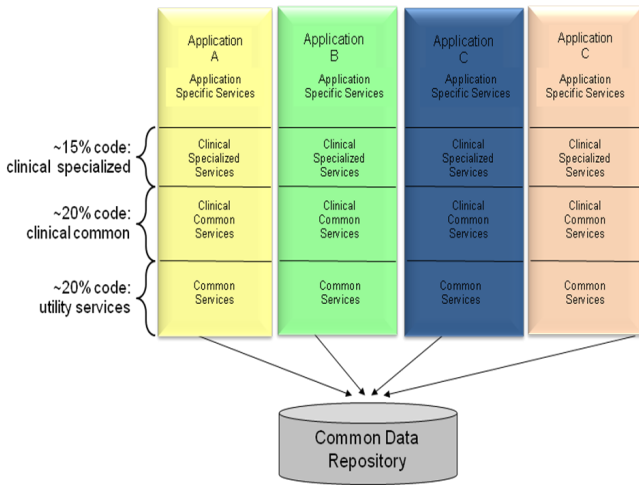 Application
A
Application
Specific Services
Application
B
Application
Specific Services
Application
C
Application
Specific Services
Application
C
Application
Specific Services
~15% code:
clinical specialized
Clinical
Specialized
Services
Clinical
Specialized
Services
Clinical
Specialized
Services
Clinical
Specialized
Services
~20% code:
clinical common
Clinical
Common
Services
Clinical
Common
Services
Clinical
Common
Services
Clinical
Common
Services
~20% code:
utility services
Common
Services
Common
Services
Common
Services
Common
Services
Common Data
Repository